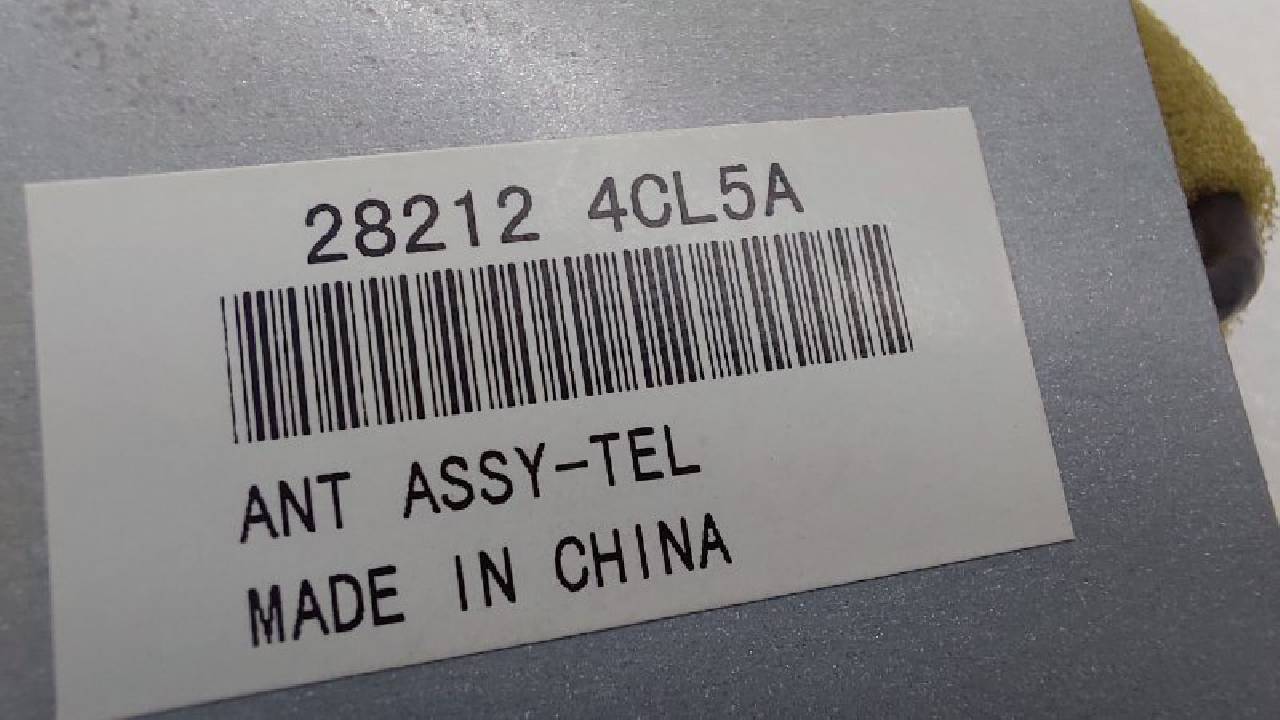 28212 4CL5A
ANT ASSY-TEL
MADE IN CHINA